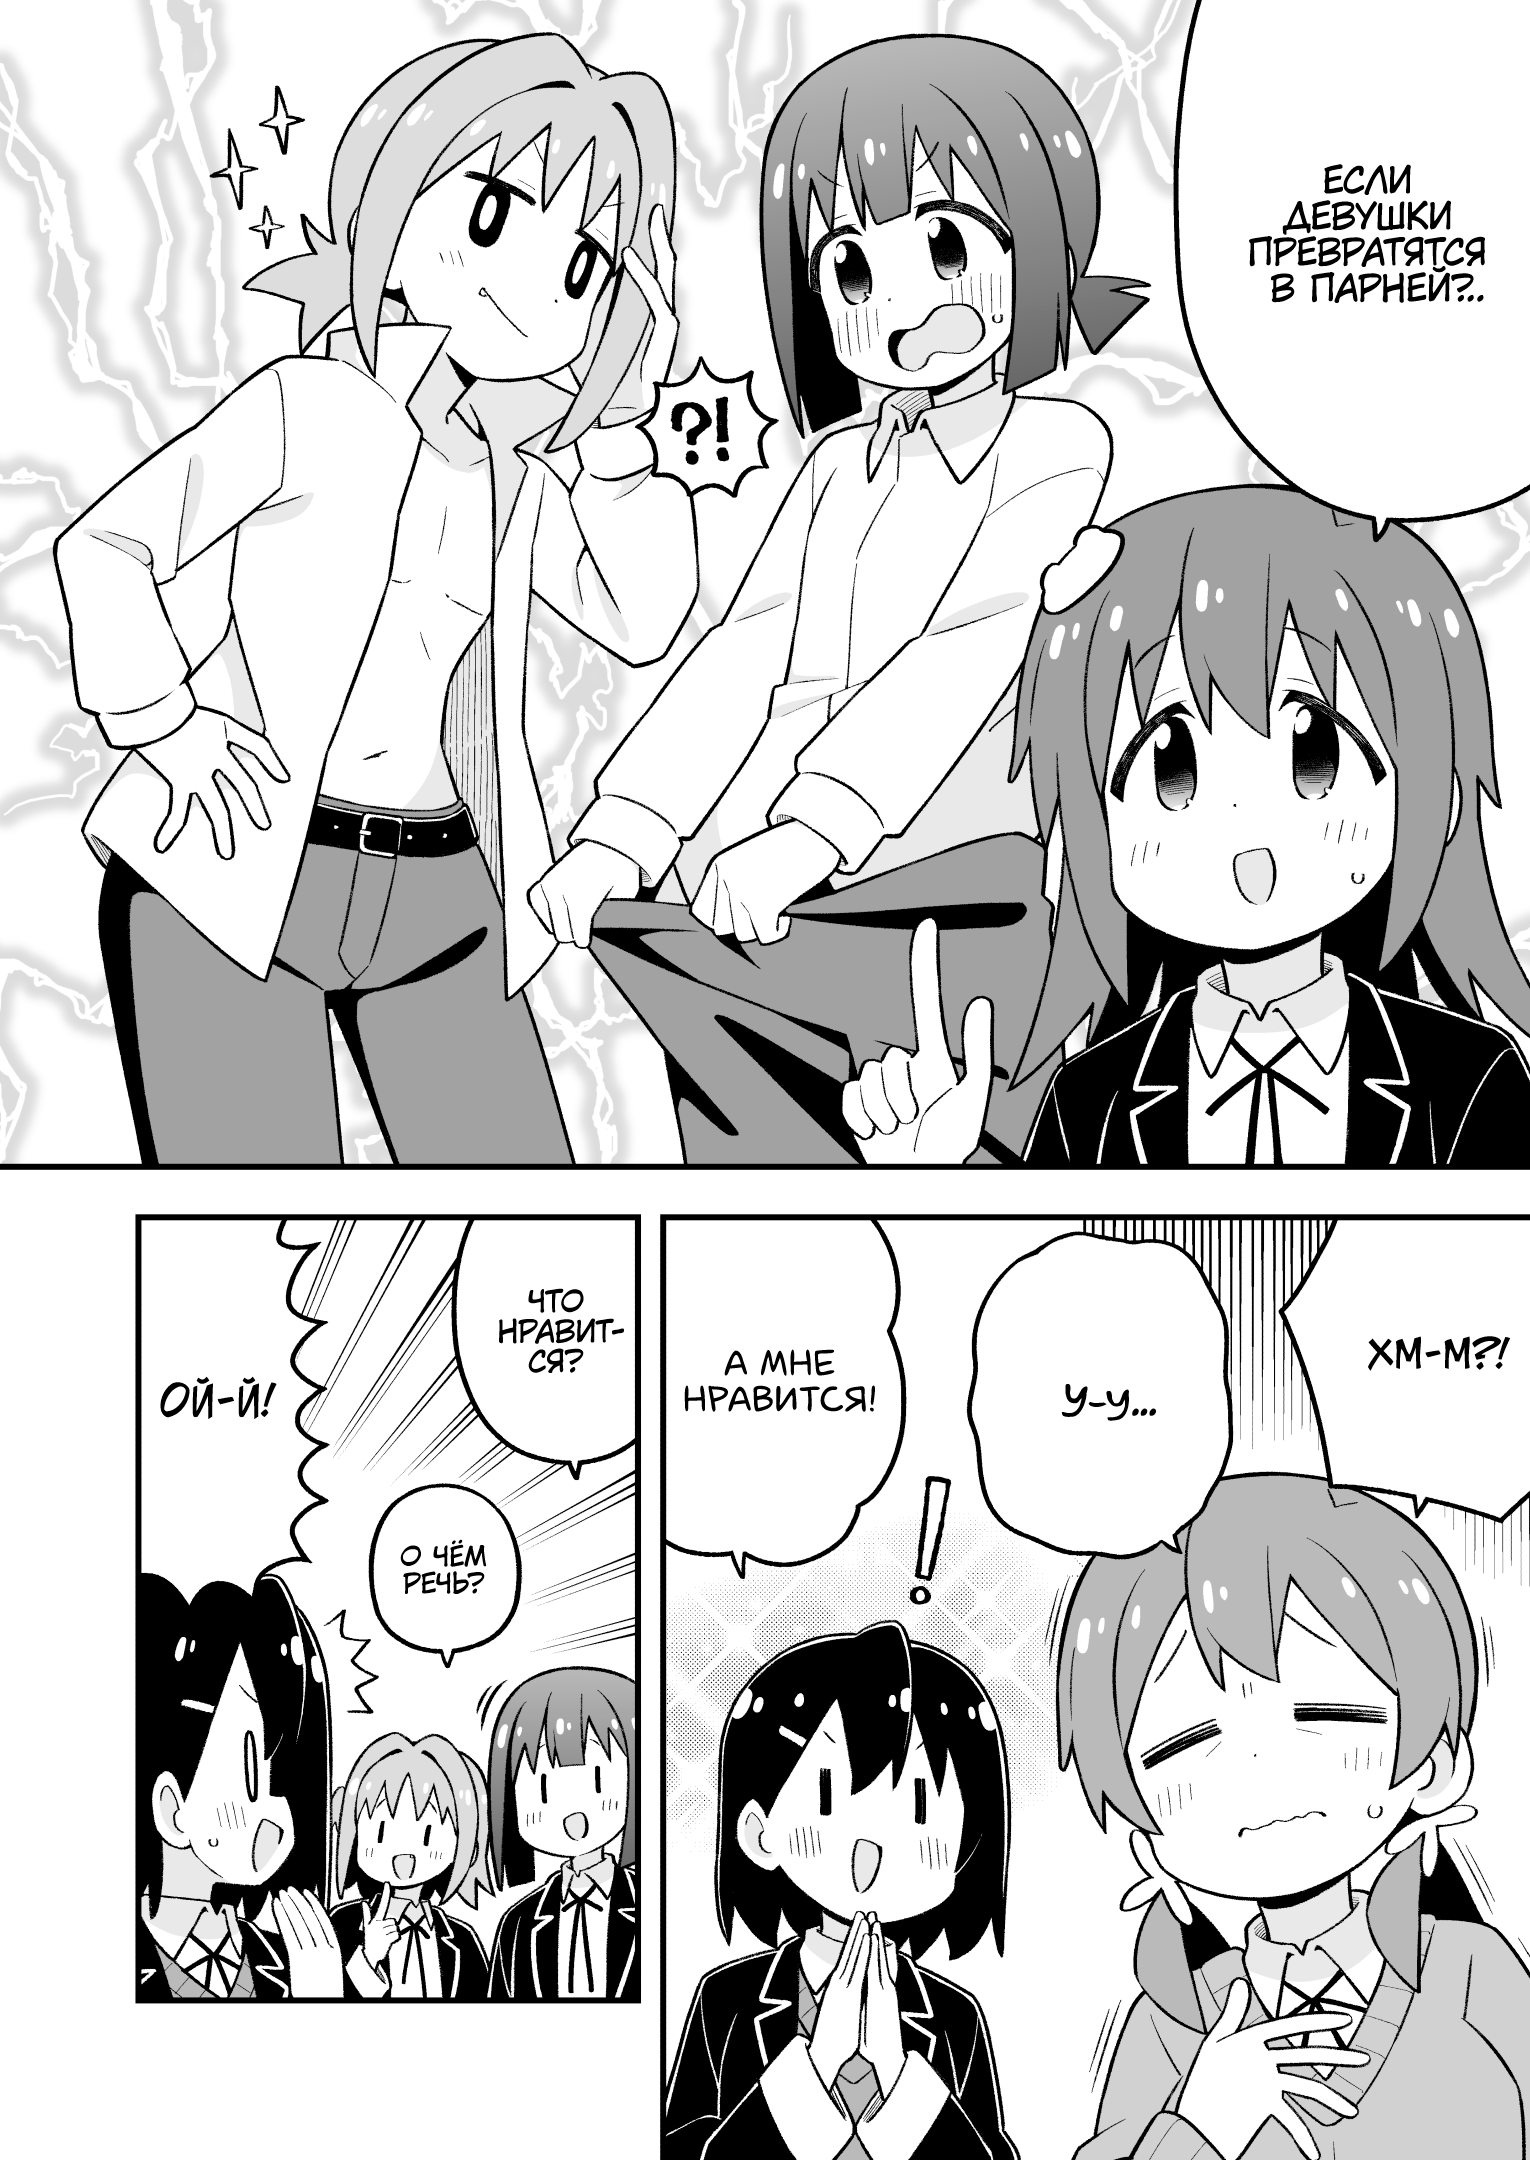 ЕСЛИ
ДЕВУШКИ
ПРЕВРАТЯТСЯ
В ПАРНЕЙ?..
?!
ХМ-М?!
У-У...
А МНЕ
НРАВИТСЯ!
!
ЧТО
НРАВИТ-
СЯ?
О ЧЁМ
РЕЧЬ?
ОЙ-Й!